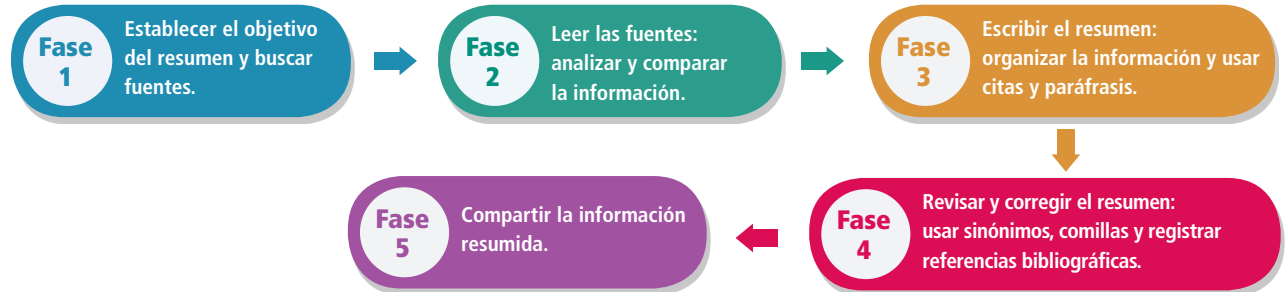 Fase
1
Establecer el objetivo
del resumen y buscar
fuentes.
Fase
2
Leer las fuentes:
analizar y comparar
la información.
Fase
3
Escribir el resumen:
organizar la información y usar
citas y paráfrasis.
Fase
4
Revisar y corregir el resumen:
usar sinónimos, comillas y registrar
referencias bibliográficas.
Fase
5
Compartir la información
resumida.